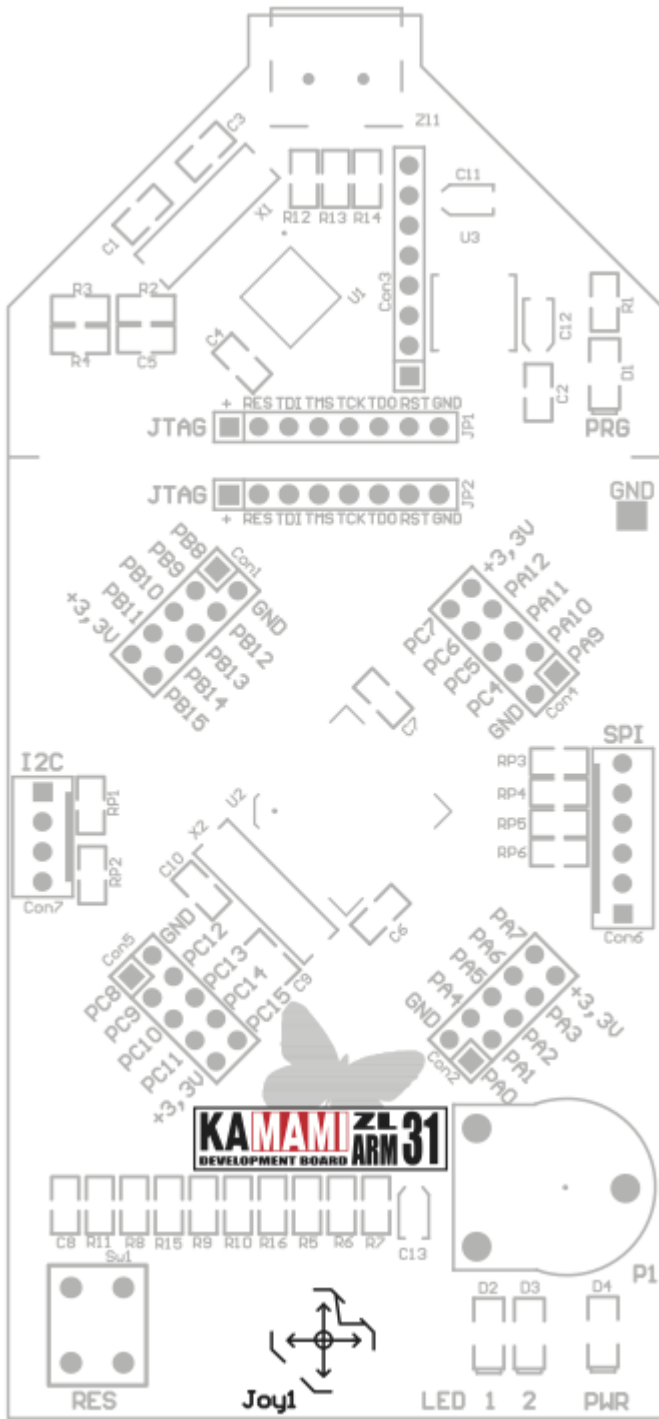 Z11
C3
C1
X1
R12 R13 R14
C11
U3
Con3
U1
R3 R2
R4 C5
C4
C12
R1
C2
D1
PRG
+ RES TDI TMS TCK TDO RST GND
JTAG JP1
JTAG JP2
+ RES TDI TMS TCK TDO RST GND
GND
Con1
PB8
PB9
PB10
PB11
+3,3V
GND
PB12
PB13
PB14
PB15
+3,3V
PA12
PA11
PA10
PA9
PC7
PC6
PC5
PC4
GND
Con4
SPI
RP3
RP4
RP5
RP6
Con6
I2C
RP1
RP2
Con7
U2
X2
C10
C6
C9
Con5
GND
PC12
PC13
PC14
PC15
PC8
PC9
PC10
PC11
+3,3V
PA7
PA6
PA5
PA4
GND
+3,3V
PA3
PA2
PA1
PA0
Con2
KAMAMI ZL
DEVELOPMENT BOARD ARM 31
C8 R11 R8 R15 R9 R10 R16 R5 R6 R7 C13
Sw1
P1
D2 D3 D4
RES Joy1 LED 1 2 PWR